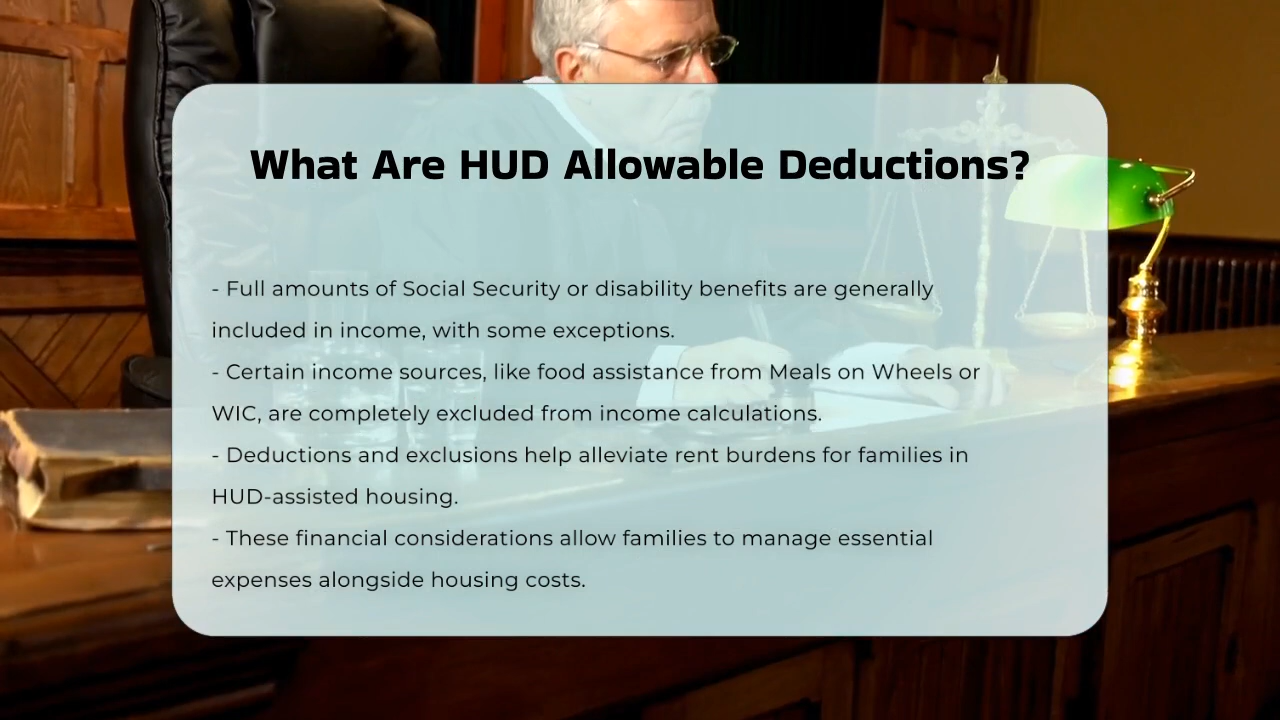 What Are HUD Allowable Deductions?
- Full amounts of Social Security or disability benefits are generally
included in income, with some exceptions.
- Certain income sources, like food assistance from Meals on Wheels or
WIC, are completely excluded from income calculations.
- Deductions and exclusions help alleviate rent burdens for families in
HUD-assisted housing.
- These financial considerations allow families to manage essential
expenses alongside housing costs.